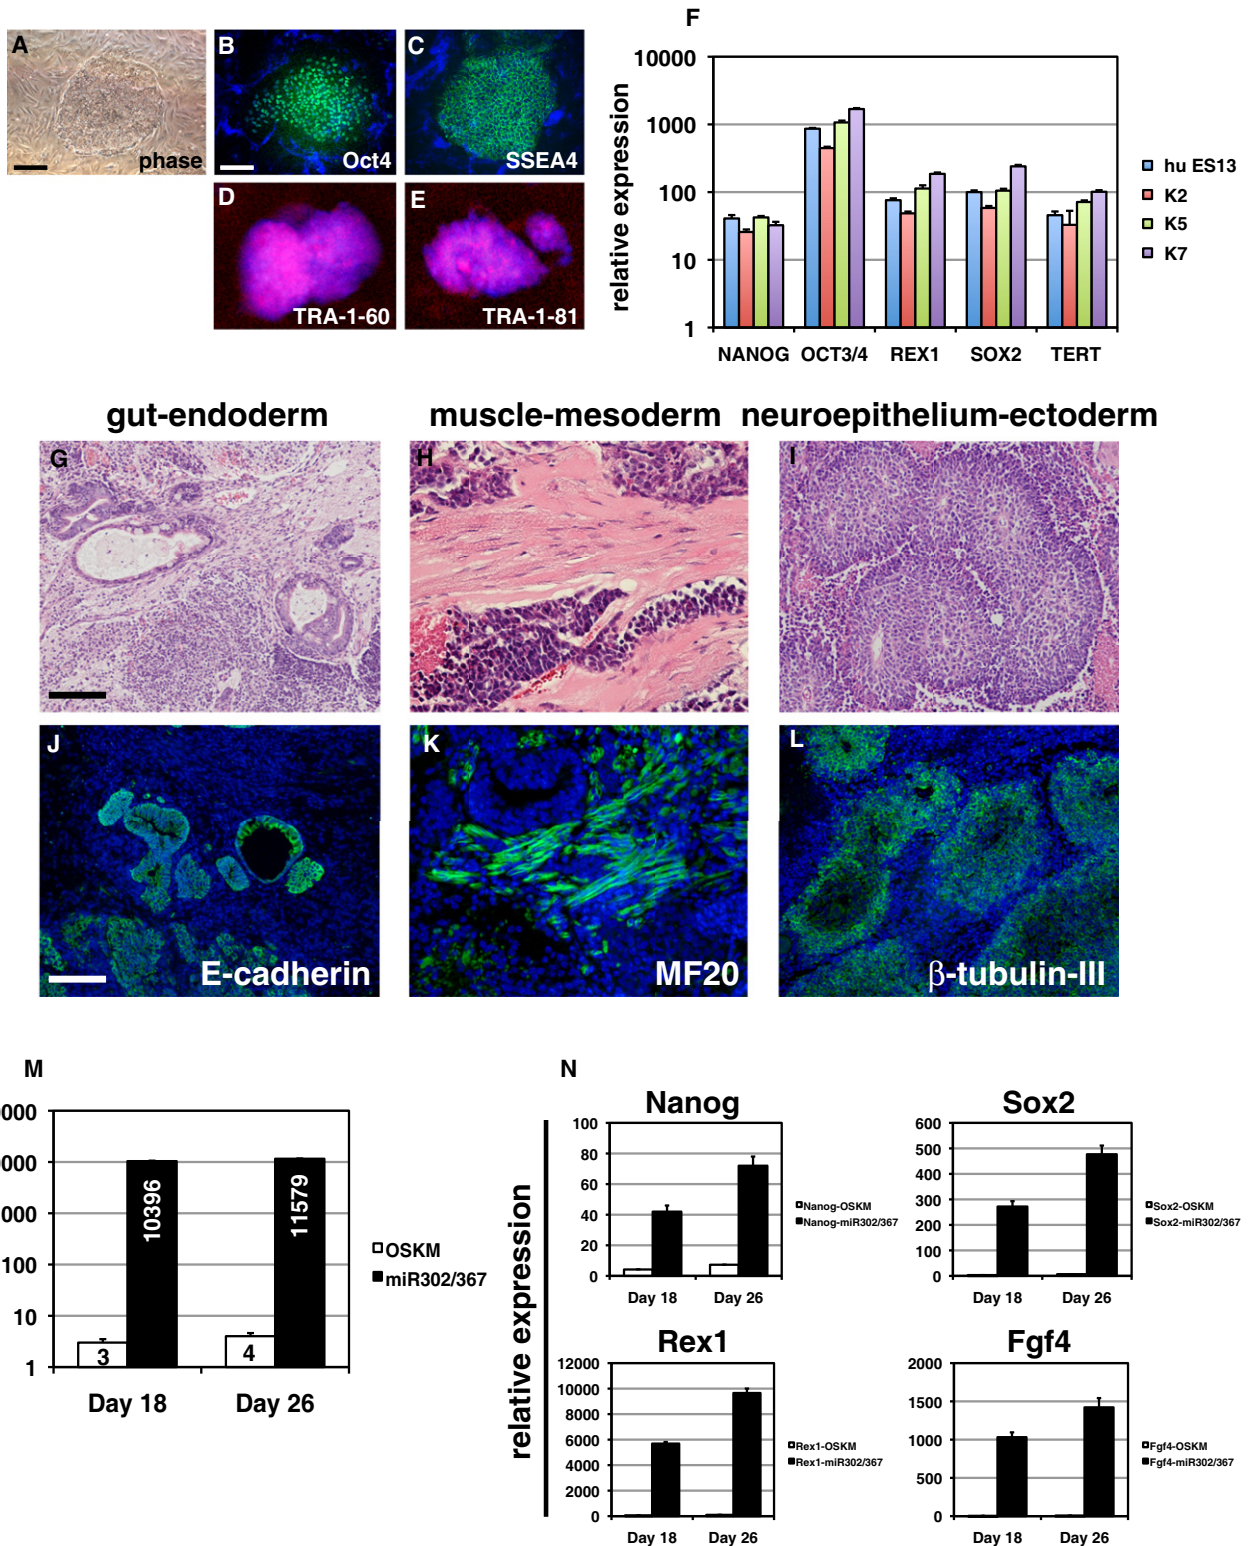 F
A
phase
B
Oct4
C
SSEA4
D
TRA-1-60
E
TRA-1-81
relative expression
10000
1000
100
10
1
NANOG OCT3/4 REX1 SOX2 TERT
hu ES13
K2
K5
K7
gut-endoderm muscle-mesoderm neuroepithelium-ectoderm
G
H
I
J
E-cadherin
K
MF20
L
β-tubulin-III
M
100
10
1
3
10396
4
11579
Day 18 Day 26
OSKM
miR302/367
N
relative expression
Nanog
100
80
60
40
20
0
Day 18 Day 26
Nanog-OSKM
Nanog-miR302/367
Sox2
600
500
400
300
200
100
0
Day 18 Day 26
Sox2-OSKM
Sox2-miR302/367
Rex1
12000
10000
8000
6000
4000
2000
0
Day 18 Day 26
Rex1-OSKM
Rex1-miR302/367
Fgf4
2000
1500
1000
500
0
Day 18 Day 26
Fgf4-OSKM
Fgf4-miR302/367